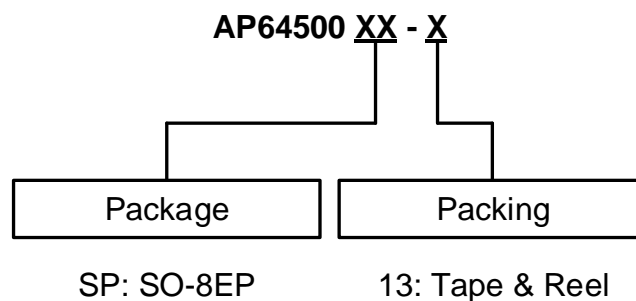 AP64500 XX - X
Package
Packing
SP: SO-8EP
13: Tape & Reel